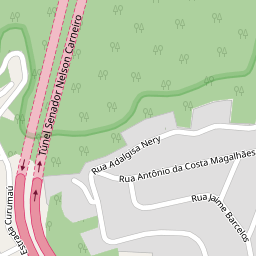 Túnel Senador Nelson Carneiro
Rua Adalgisa Nery
Rua Antônio da Costa Magalhães
Rua Jaime Barcelos
Estrada Curumaú